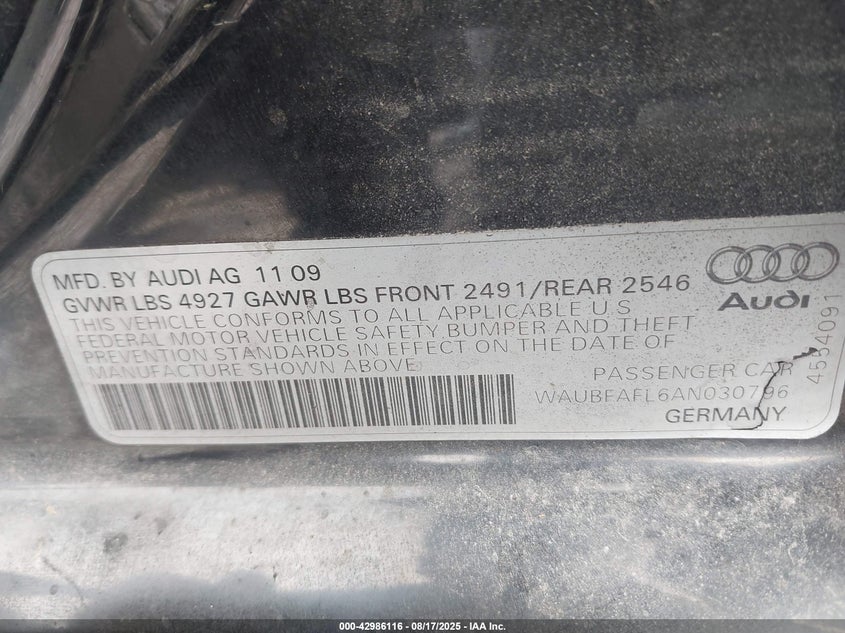 MFD. BY AUDI AG 11 09
GVWR LBS 4927 GAWR LBS FRONT 2491/REAR 2546
THIS VEHICLE CONFORMS TO ALL APPLICABLE U.S
FEDERAL MOTOR VEHICLE SAFETY BUMPER AND THEFT
PREVENTION STANDARDS IN EFFECT ON THE DATE OF
MANUFACTURE SHOWN ABOVE
Audi
4554091
PASSENGER CAR
WAUBFAFL6AN030796
GERMANY
000-42986116 - 08/17/2025 - IAA Inc.